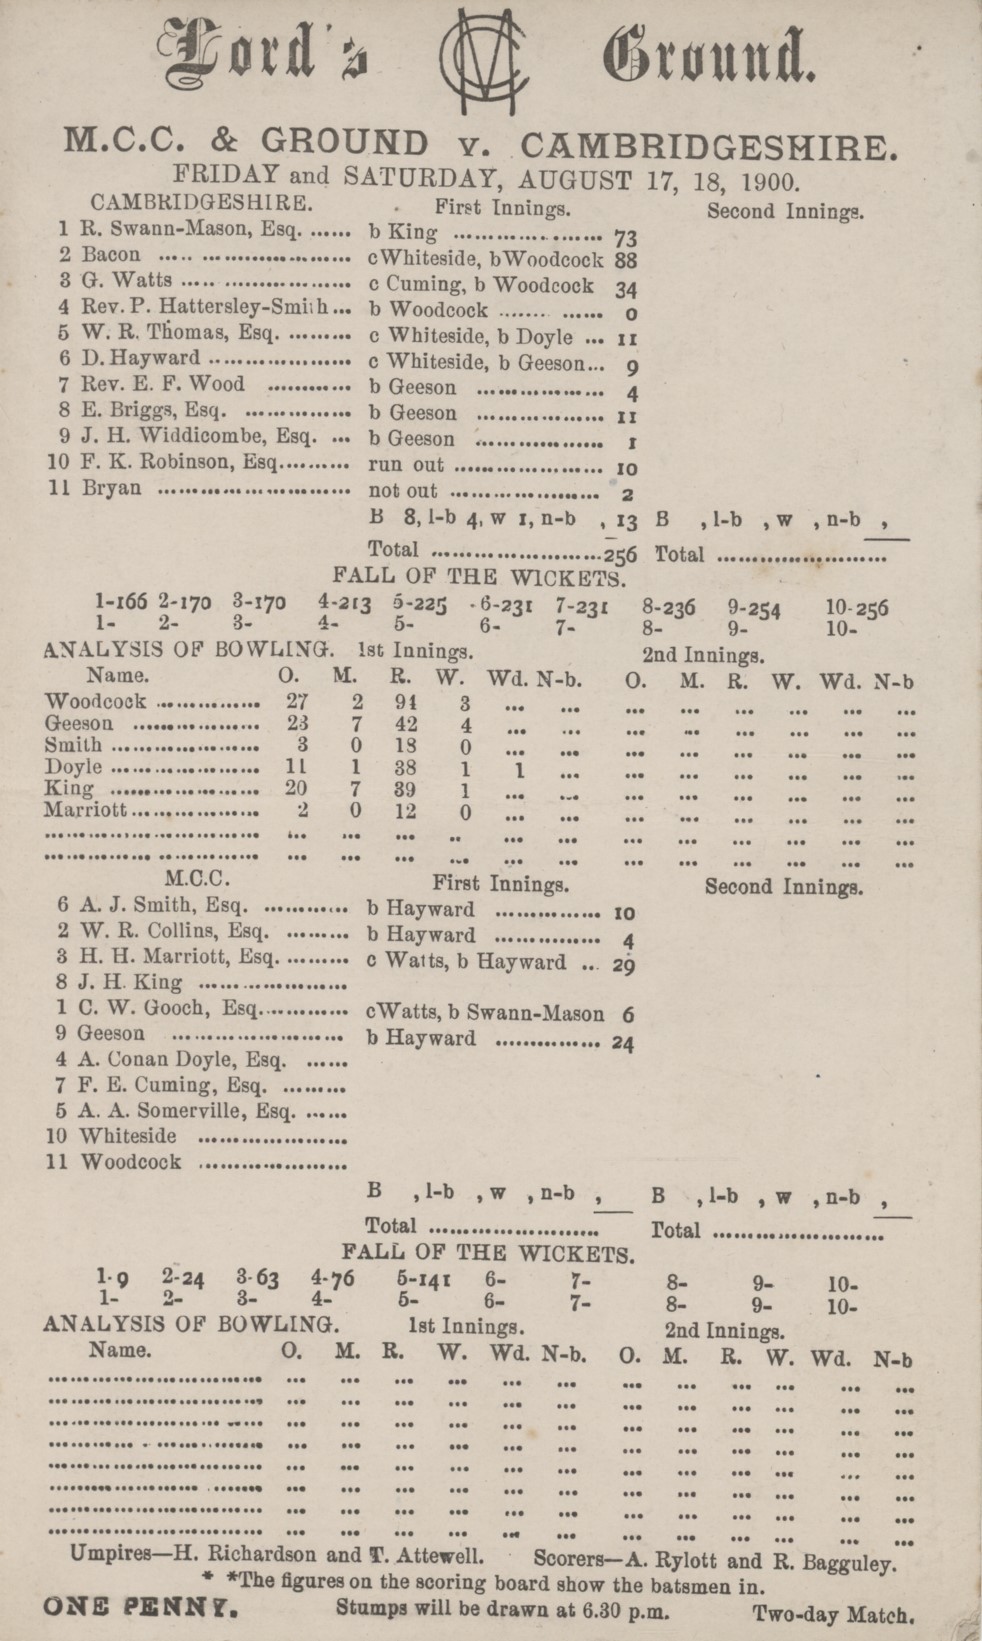 Lord's MCC Ground.
M.C.C. & GROUND v. CAMBRIDGESHIRE.
FRIDAY and SATURDAY, AUGUST 17, 18, 1900.
CAMBRIDGESHIRE. First Innings. Second Innings.
1 R. Swann-Mason, Esq. ...... b King ..................... 73
2 Bacon ..... ..................... c Whiteside, b Woodcock 88
3 G. Watts ..... .................. c Cuming, b Woodcock 34
4 Rev. P. Hattersley-Smith ... b Woodcock ........ ...... 0
5 W. R. Thomas, Esq. ......... c Whiteside, b Doyle ... 11
6 D. Hayward .................... c Whiteside, b Geeson... 9
7 Rev. E. F. Wood ............ b Geeson .................. 4
8 E. Briggs, Esq. ............... b Geeson .................. 11
9 J. H. Widdicombe, Esq. ... b Geeson .................. 1
10 F. K. Robinson, Esq.......... run out ..................... 10
11 Bryan ........................... not out ..................... 2
B 8, l-b 4, w 1, n-b , 13 B , l-b , w , n-b ,
Total ........................256 Total ........................
FALL OF THE WICKETS.
1-166 2-170 3-170 4-213 5-225 6-231 7-231 8-236 9-254 10-256
1- 2- 3- 4- 5- 6- 7- 8- 9- 10-
ANALYSIS OF BOWLING. 1st Innings. 2nd Innings.
Name. O. M. R. W. Wd. N-b. O. M. R. W. Wd. N-b
Woodcock ............... 27 2 94 3 ... ... ... ... ... ... ... ...
Geeson .................. 23 7 42 4 ... ... ... ... ... ... ... ...
Smith ..................... 3 0 18 0 ... ... ... ... ... ... ... ...
Doyle ..................... 11 1 38 1 1 ... ... ... ... ... ... ...
King ..................... 20 7 39 1 ... ... ... ... ... ... ... ...
Marriott .................. 2 0 12 0 ... ... ... ... ... ... ... ...
.............................. ... ... ... ... ... ... ... ... ... ... ... ...
.............................. ... ... ... ... ... ... ... ... ... ... ... ...
M.C.C. First Innings. Second Innings.
6 A. J. Smith, Esq. ............ b Hayward ............... 10
2 W. R. Collins, Esq. ......... b Hayward ............... 4
3 H. H. Marriott, Esq. ......... c Watts, b Hayward ... 29
8 J. H. King .....................
1 C. W. Gooch, Esq............. c Watts, b Swann-Mason 6
9 Geeson ........................ b Hayward ............... 24
4 A. Conan Doyle, Esq. ......
7 F. E. Cuming, Esq. .........
5 A. A. Somerville, Esq. ......
10 Whiteside .....................
11 Woodcock .....................
B , l-b , w , n-b , B , l-b , w , n-b ,
Total ........................ Total ........................
FALL OF THE WICKETS.
1-9 2-24 3-63 4-76 5-141 6- 7- 8- 9- 10-
1- 2- 3- 4- 5- 6- 7- 8- 9- 10-
ANALYSIS OF BOWLING. 1st Innings. 2nd Innings.
Name. O. M. R. W. Wd. N-b. O. M. R. W. Wd. N-b
.............................. ... ... ... ... ... ... ... ... ... ... ... ...
.............................. ... ... ... ... ... ... ... ... ... ... ... ...
.............................. ... ... ... ... ... ... ... ... ... ... ... ...
.............................. ... ... ... ... ... ... ... ... ... ... ... ...
.............................. ... ... ... ... ... ... ... ... ... ... ... ...
.............................. ... ... ... ... ... ... ... ... ... ... ... ...
.............................. ... ... ... ... ... ... ... ... ... ... ... ...
.............................. ... ... ... ... ... ... ... ... ... ... ... ...
Umpires—H. Richardson and T. Attewell. Scorers—A. Rylott and R. Bagguley.
* *The figures on the scoring board show the batsmen in.
ONE PENNY. Stumps will be drawn at 6.30 p.m. Two-day Match.